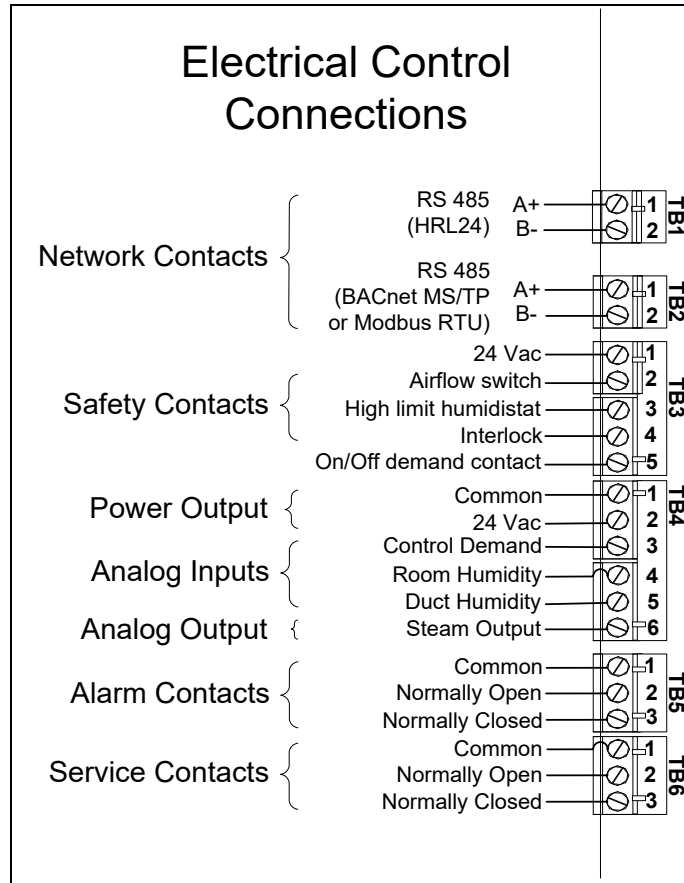 Electrical Control
Connections
Network Contacts
RS 485
(HRL24)
A+ 1
B- 2
TB1
RS 485
(BACnet MS/TP
or Modbus RTU)
A+ 1
B- 2
TB2
Safety Contacts
24 Vac 1
Airflow switch 2
High limit humidistat 3
Interlock 4
On/Off demand contact 5
TB3
Power Output
Common 1
24 Vac 2
Analog Inputs
Control Demand 3
Room Humidity 4
Duct Humidity 5
Analog Output
Steam Output 6
TB4
Alarm Contacts
Common 1
Normally Open 2
Normally Closed 3
TB5
Service Contacts
Common 1
Normally Open 2
Normally Closed 3
TB6